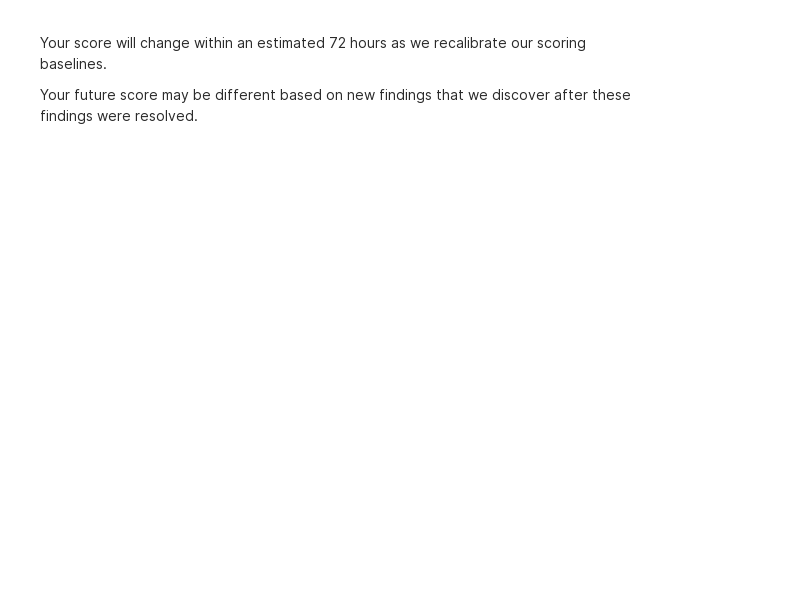 Your score will change within an estimated 72 hours as we recalibrate our scoring
baselines.
Your future score may be different based on new findings that we discover after these
findings were resolved.